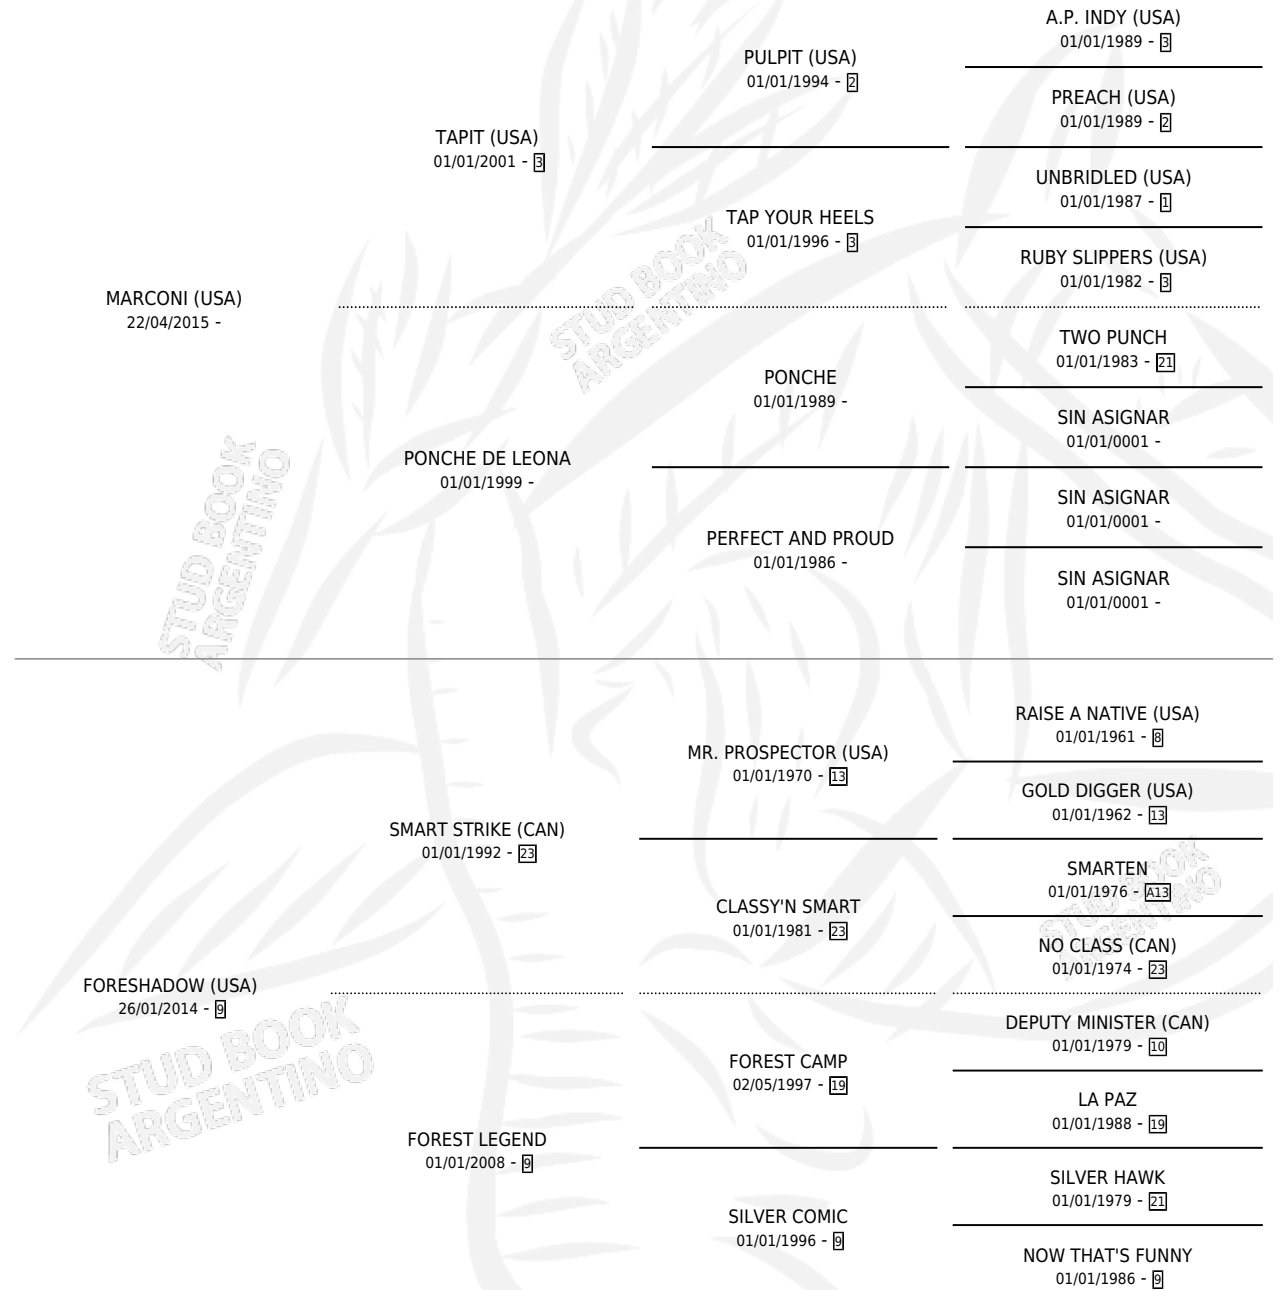 A.P. INDY (USA)
01/01/1989 - 3
PULPIT (USA)
01/01/1994 - 2
PREACH (USA)
01/01/1989 - 2
TAPIT (USA)
01/01/2001 - 3
UNBRIDLED (USA)
01/01/1987 - 1
TAP YOUR HEELS
01/01/1996 - 3
RUBY SLIPPERS (USA)
01/01/1982 - 3
MARCONI (USA)
22/04/2015 -
TWO PUNCH
01/01/1983 - 21
PONCHE
01/01/1989 -
SIN ASIGNAR
01/01/0001 -
PONCHE DE LEONA
01/01/1999 -
SIN ASIGNAR
01/01/0001 -
PERFECT AND PROUD
01/01/1986 -
SIN ASIGNAR
01/01/0001 -
RAISE A NATIVE (USA)
01/01/1961 - 8
MR. PROSPECTOR (USA)
01/01/1970 - 13
GOLD DIGGER (USA)
01/01/1962 - 13
SMART STRIKE (CAN)
01/01/1992 - 23
SMARTEN
01/01/1976 - A13
CLASSY'N SMART
01/01/1981 - 23
NO CLASS (CAN)
01/01/1974 - 23
FORESHADOW (USA)
26/01/2014 - 9
DEPUTY MINISTER (CAN)
01/01/1979 - 10
FOREST CAMP
02/05/1997 - 19
LA PAZ
01/01/1988 - 19
FOREST LEGEND
01/01/2008 - 9
SILVER HAWK
01/01/1979 - 21
SILVER COMIC
01/01/1996 - 9
NOW THAT'S FUNNY
01/01/1986 - 9
STUD BOOK
ARGENTINO
STUD BOOK
ARGENTINO
STUD BOOK
ARGENTINO
STUD BOOK
ARGENTINO